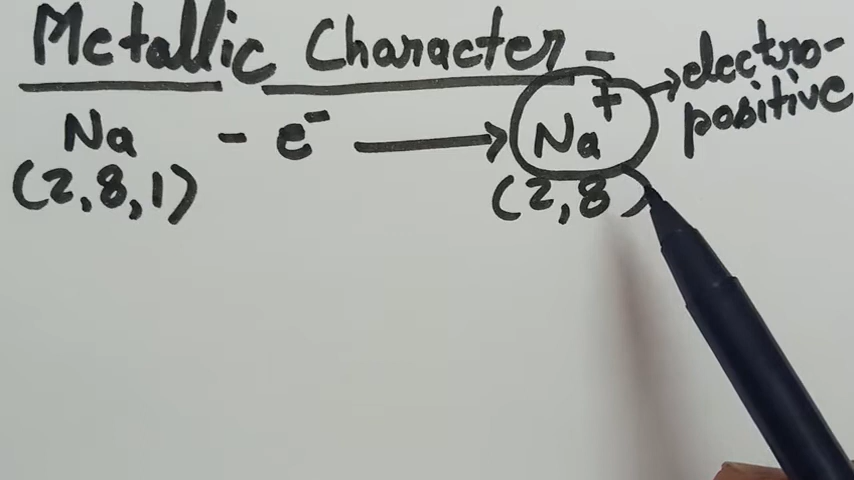 Metallic Character -
electro-
positive
Na - e⁻ → Na⁺
(2,8,1) (2,8)